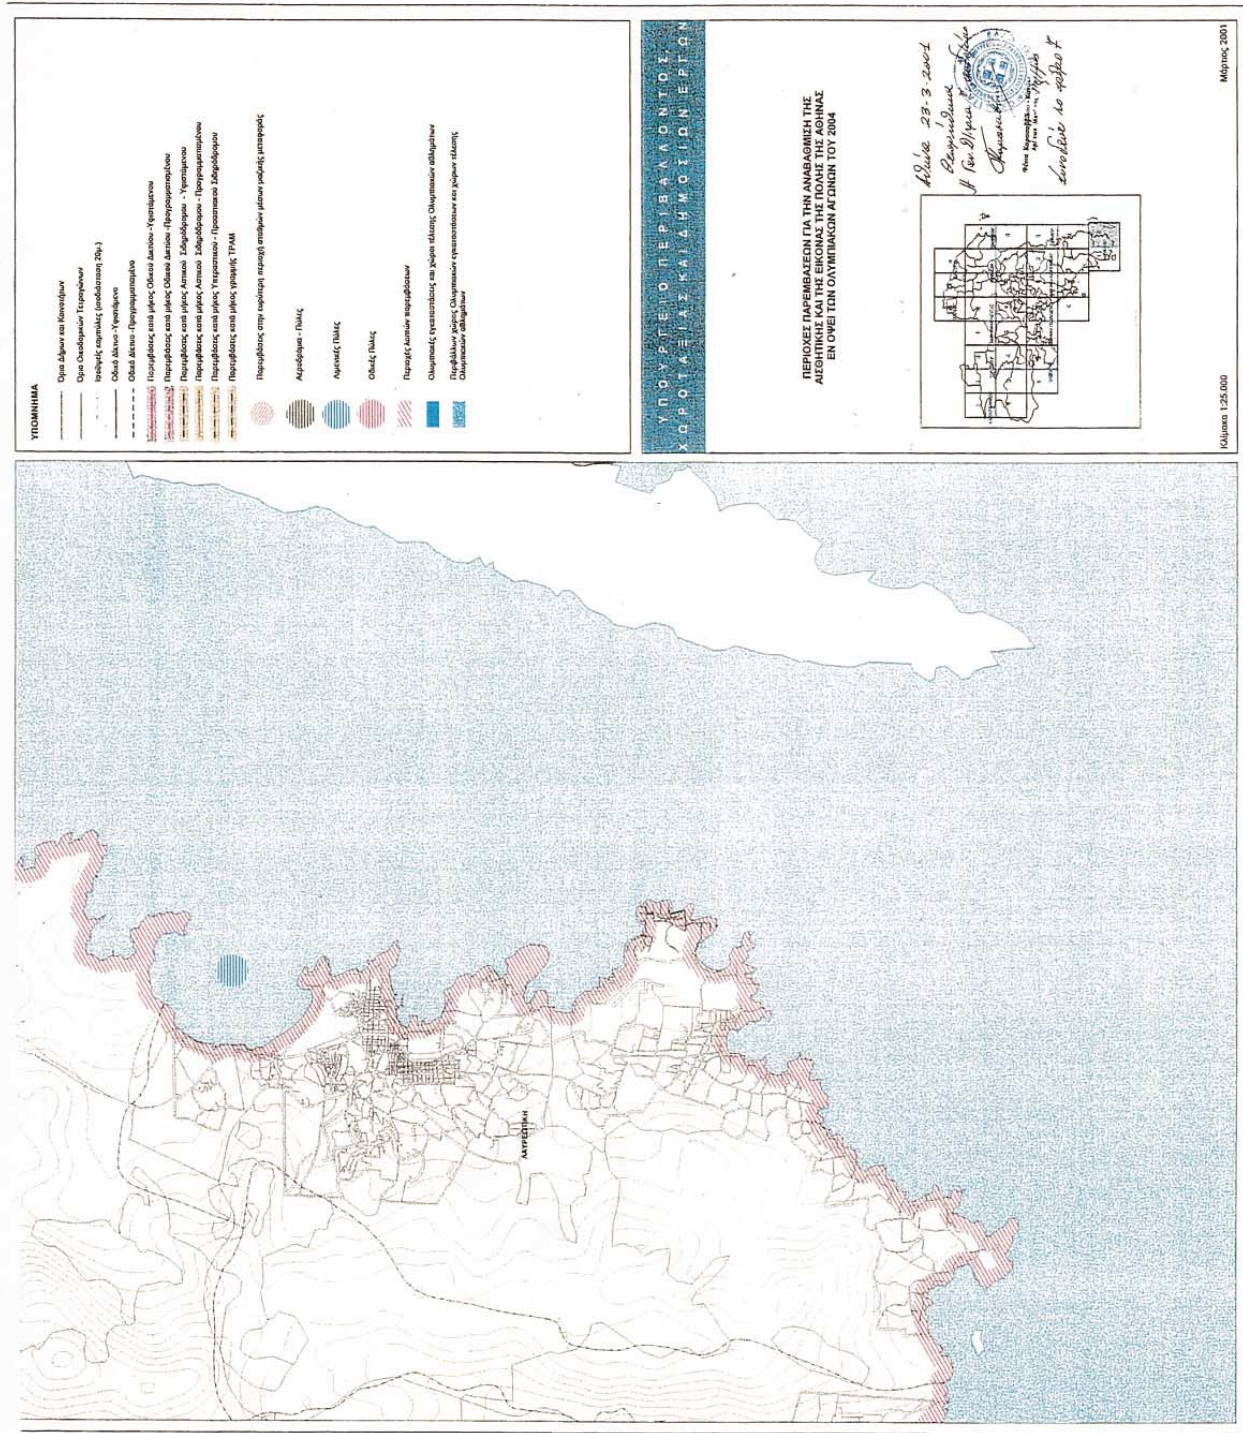 ΥΠΟΜΝΗΜΑ
Όρια Δήμων και Κοινοτήτων
Όρια Οικοδομικών Τετραγώνων
Ισοϋψείς καμπύλες (ισοδιάσταση 20μ.)
Οδικό Δίκτυο -Υφιστάμενο
Οδικό Δίκτυο -Προγραμματισμένο
Παρεμβάσεις κατά μήκος Οδικού Δικτύου -Υφιστάμενου
Παρεμβάσεις κατά μήκος Οδικού Δικτύου -Προγραμματισμένου
Παρεμβάσεις κατά μήκος Αστικού Σιδηρόδρομου - Υφιστάμενου
Παρεμβάσεις κατά μήκος Αστικού Σιδηρόδρομου - Προγραμματισμένου
Παρεμβάσεις κατά μήκος Υπεραστικού - Προαστιακού Σιδηρόδρομου
Παρεμβάσεις κατά μήκος γραμμής ΤΡΑΜ
Παρεμβάσεις στην ευρύτερη περιοχή σταθμών μέσων μαζικής μεταφοράς
Αεροδρόμια - Πύλες
Λιμενικές Πύλες
Οδικές Πύλες
Περιοχές λοιπών παρεμβάσεων
Ολυμπιακές εγκαταστάσεις και χώροι τέλεσης Ολυμπιακών αθλημάτων
Περιβάλλων χώρος Ολυμπιακών εγκαταστάσεων και χώρων τέλεσης
Ολυμπιακών αθλημάτων
ΥΠΟΥΡΓΕΙΟ ΠΕΡΙΒΑΛΛΟΝΤΟΣ,
ΧΩΡΟΤΑΞΙΑΣ ΚΑΙ ΔΗΜΟΣΙΩΝ ΕΡΓΩΝ
ΠΕΡΙΟΧΕΣ ΠΑΡΕΜΒΑΣΕΩΝ ΓΙΑ ΤΗΝ ΑΝΑΒΑΘΜΙΣΗ ΤΗΣ
ΑΙΣΘΗΤΙΚΗΣ ΚΑΙ ΤΗΣ ΕΙΚΟΝΑΣ ΤΗΣ ΠΟΛΗΣ ΤΗΣ ΑΘΗΝΑΣ
ΕΝ ΟΨΕΙ ΤΩΝ ΟΛΥΜΠΙΑΚΩΝ ΑΓΩΝΩΝ ΤΟΥ 2004
Αθήνα 23-3-2001
Θεωρήθηκε
Κλίμακα 1:25.000
Μάρτιος 2001
ΛΑΥΡΕΩΤΙΚΗ